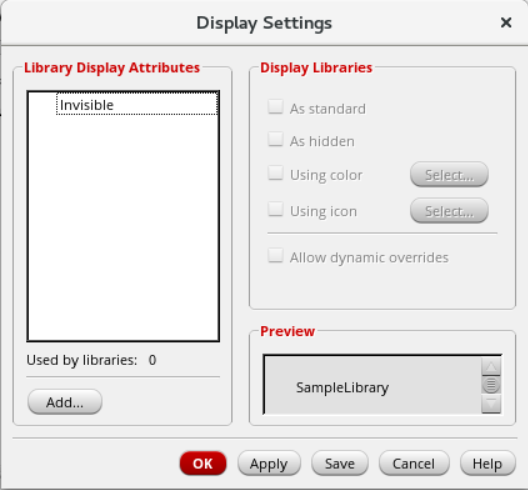 Display Settings
Library Display Attributes
Invisible
Used by libraries: 0
Add...
Display Libraries
As standard
As hidden
Using color Select...
Using icon Select...
Allow dynamic overrides
Preview
SampleLibrary
OK Apply Save Cancel Help